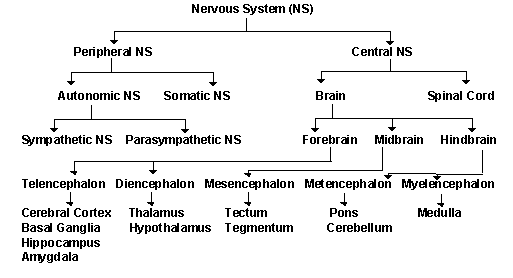 Nervous System (NS)
Peripheral NS Central NS
Autonomic NS Somatic NS Brain Spinal Cord
Sympathetic NS Parasympathetic NS Forebrain Midbrain Hindbrain
Telencephalon Diencephalon Mesencephalon Metencephalon Myelencephalon
Cerebral Cortex Thalamus Tectum Pons Medulla
Basal Ganglia Hypothalamus Tegmentum Cerebellum
Hippocampus
Amygdala